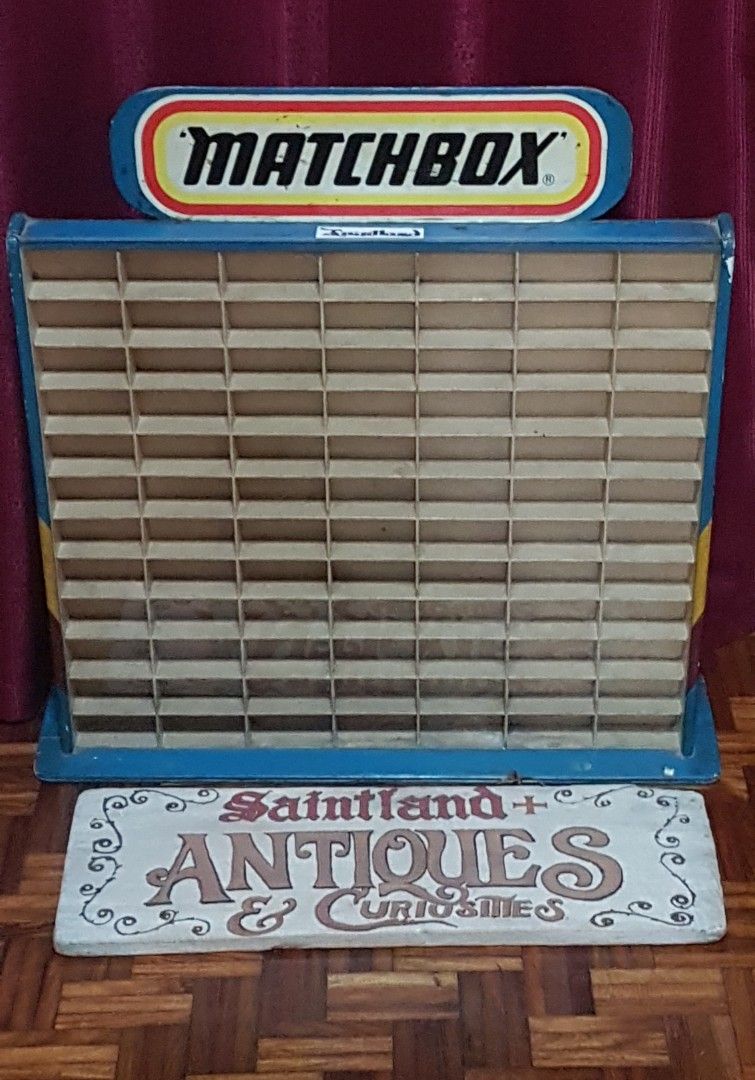 "MATCHBOX"®
Saintland +
ANTIQUES
& CURIOSITIES